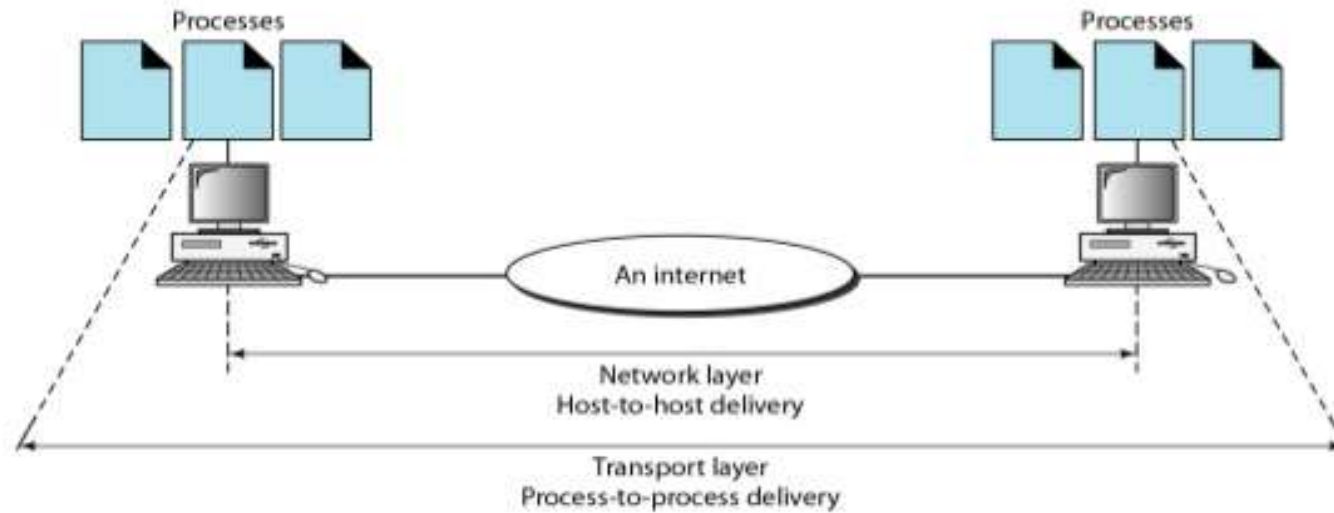 Processes
Processes
An internet
Network layer
Host-to-host delivery
Transport layer
Process-to-process delivery